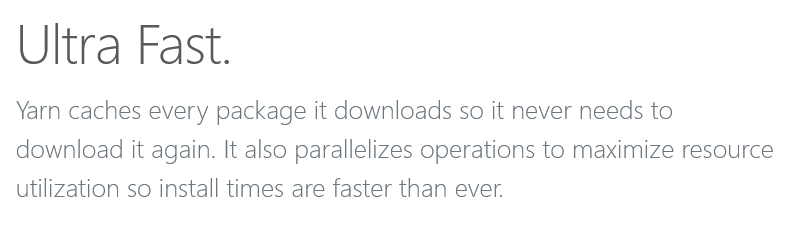 Ultra Fast.
Yarn caches every package it downloads so it never needs to
download it again. It also parallelizes operations to maximize resource
utilization so install times are faster than ever.